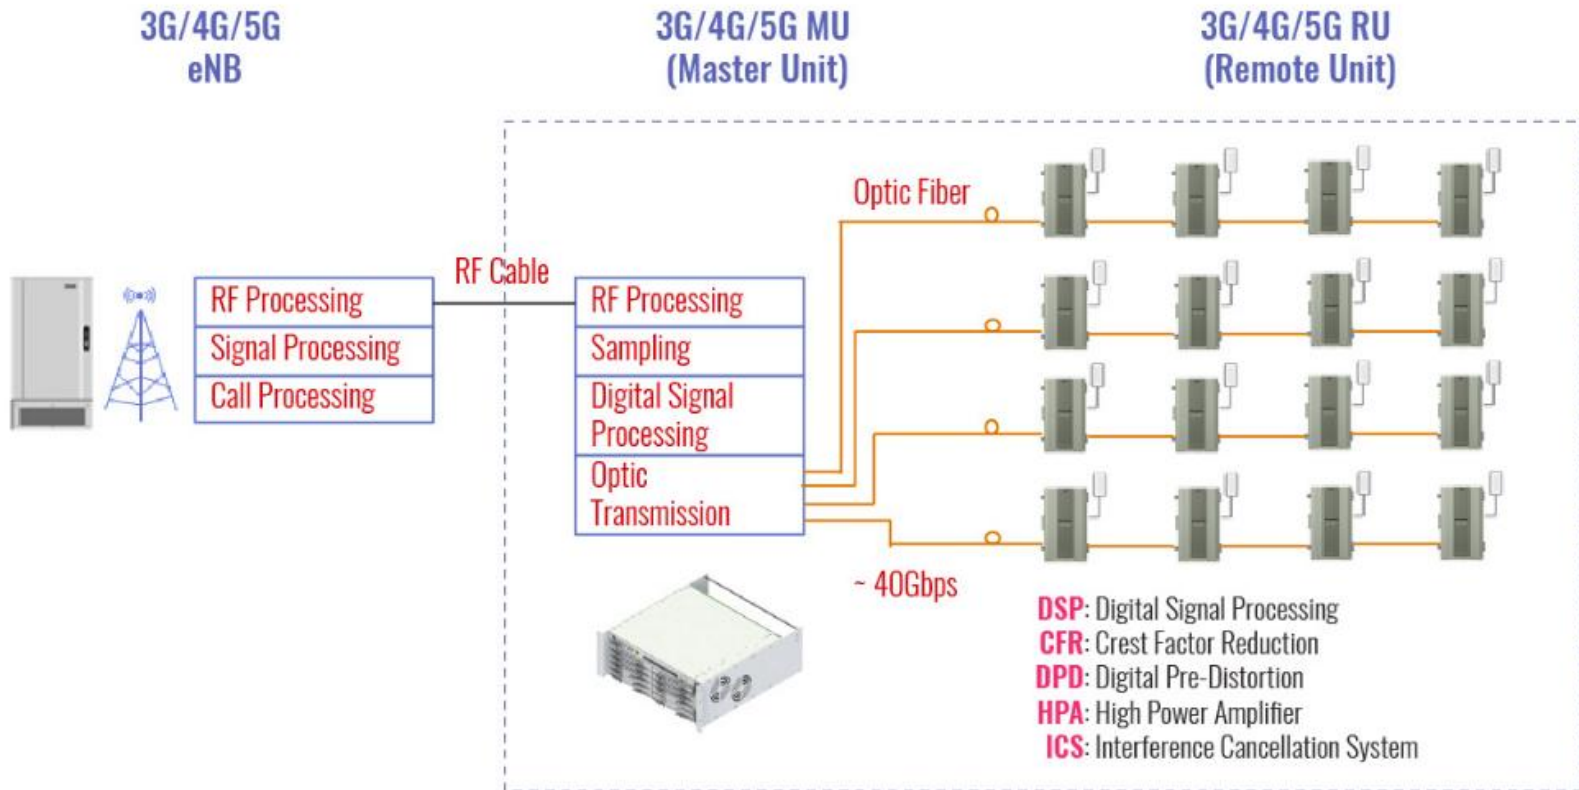 3G/4G/5G
eNB
3G/4G/5G MU
(Master Unit)
3G/4G/5G RU
(Remote Unit)
Optic Fiber
RF Cable
RF Processing
Signal Processing
Call Processing
RF Processing
Sampling
Digital Signal
Processing
Optic
Transmission
~ 40Gbps
DSP: Digital Signal Processing
CFR: Crest Factor Reduction
DPD: Digital Pre-Distortion
HPA: High Power Amplifier
ICS: Interference Cancellation System